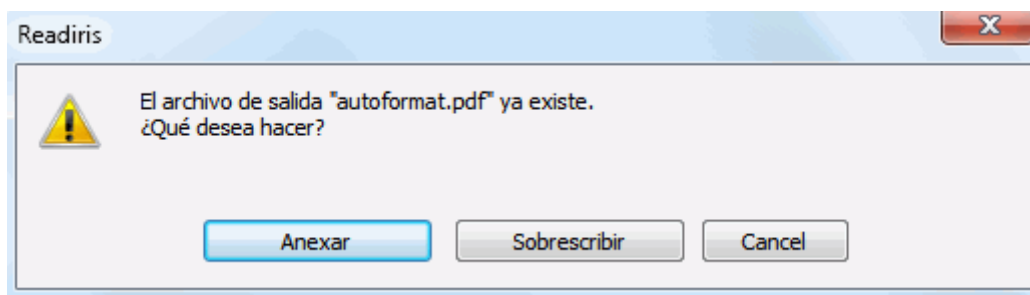 Readiris
El archivo de salida "autoformat.pdf" ya existe.
¿Qué desea hacer?
Anexar
Sobrescribir
Cancel